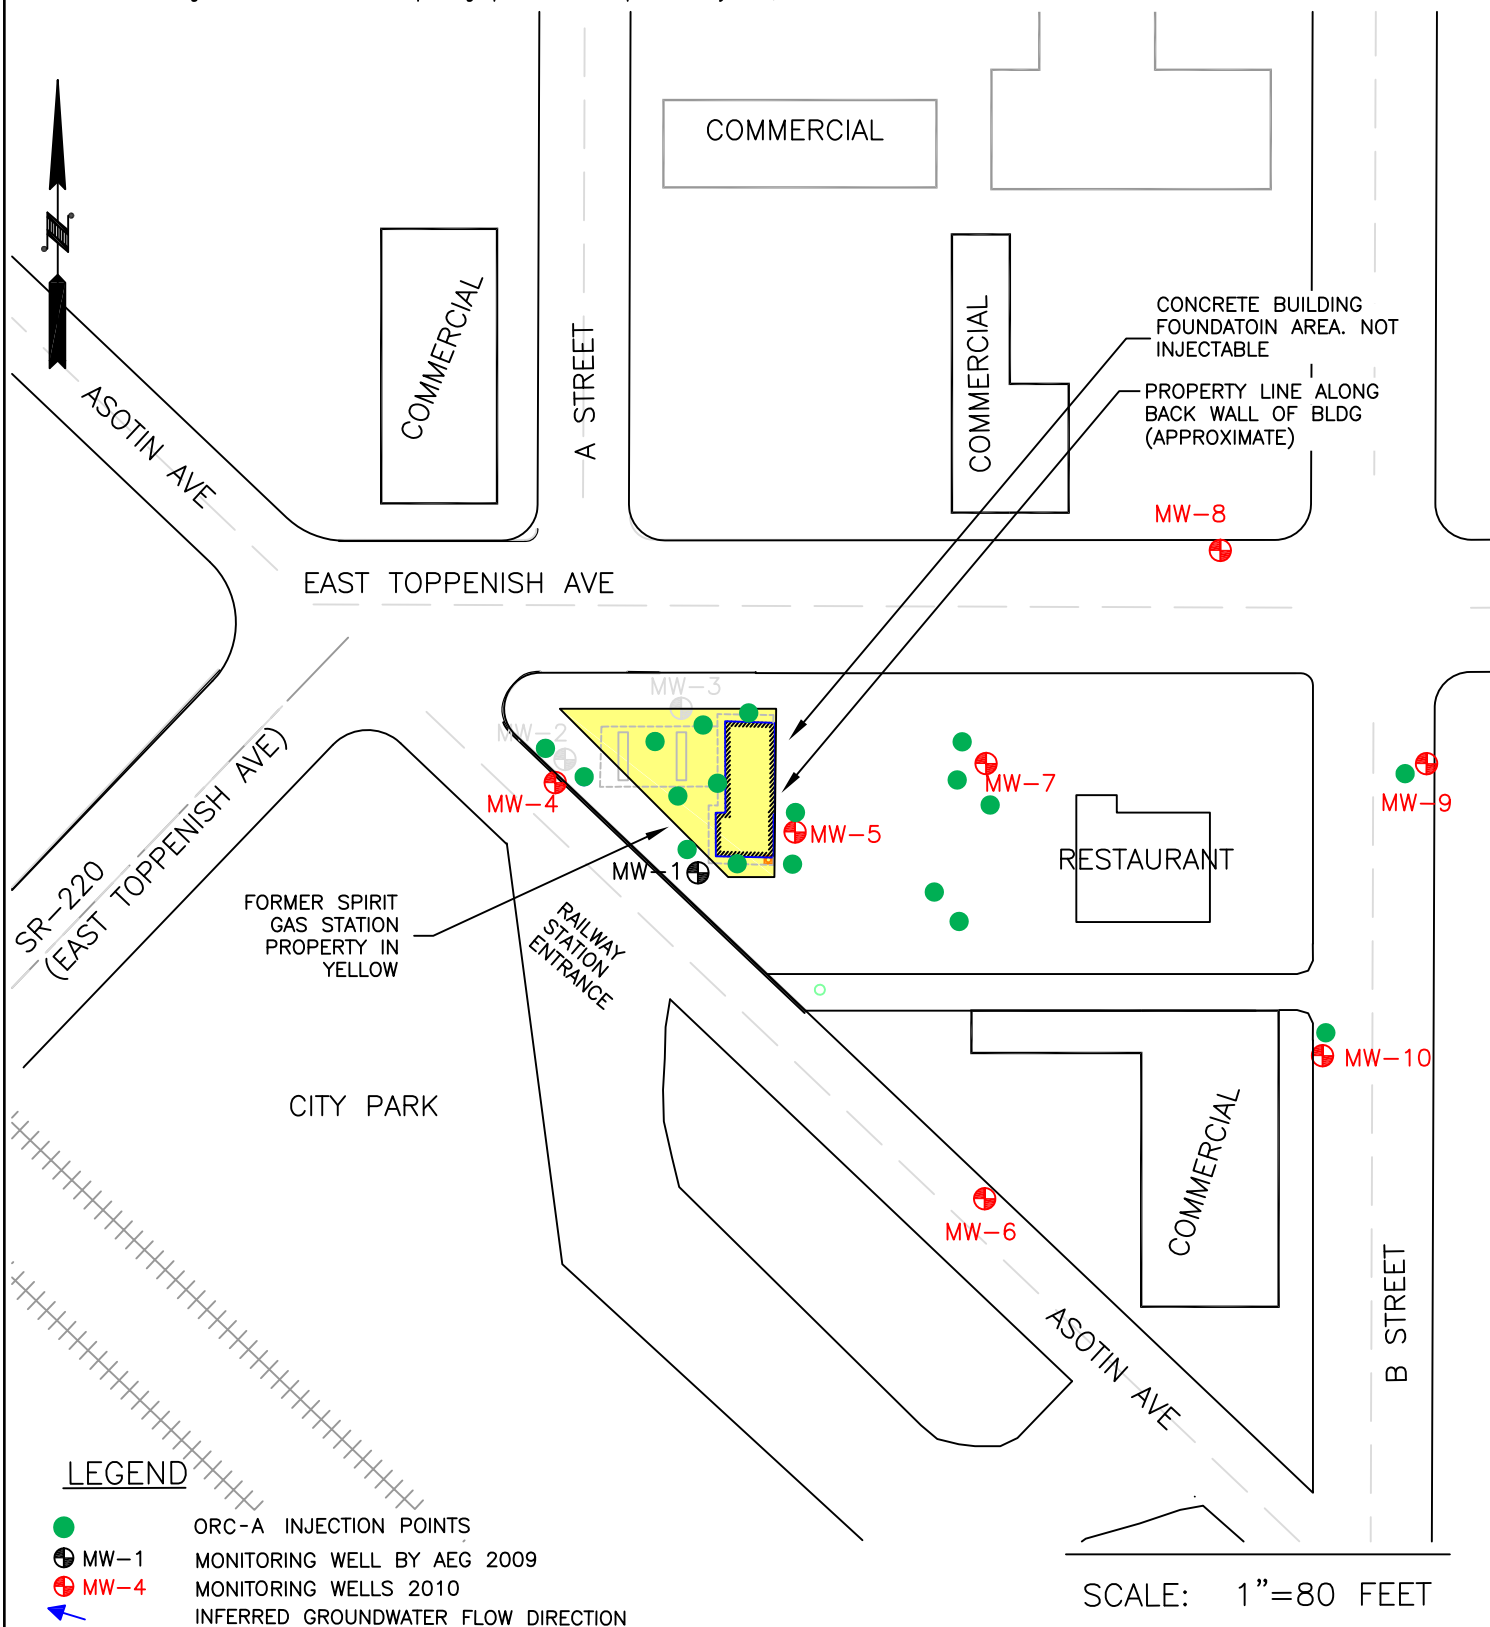 COMMERCIAL
N
COMMERCIAL
COMMERCIAL
A STREET
ASOTIN AVE
CONCRETE BUILDING
FOUNDATOIN AREA. NOT
INJECTABLE
PROPERTY LINE ALONG
BACK WALL OF BLDG
(APPROXIMATE)
MW-8
EAST TOPPENISH AVE
MW-3
MW-2
MW-4
MW-7
MW-9
MW-5
MW-1
RESTAURANT
SR-220
(EAST TOPPENISH AVE)
FORMER SPIRIT
GAS STATION
PROPERTY IN
YELLOW
RAILWAY
STATION
ENTRANCE
MW-10
CITY PARK
COMMERCIAL
MW-6
B STREET
ASOTIN AVE
LEGEND
ORC-A INJECTION POINTS
MW-1 MONITORING WELL BY AEG 2009
MW-4 MONITORING WELLS 2010
INFERRED GROUNDWATER FLOW DIRECTION
SCALE: 1"=80 FEET